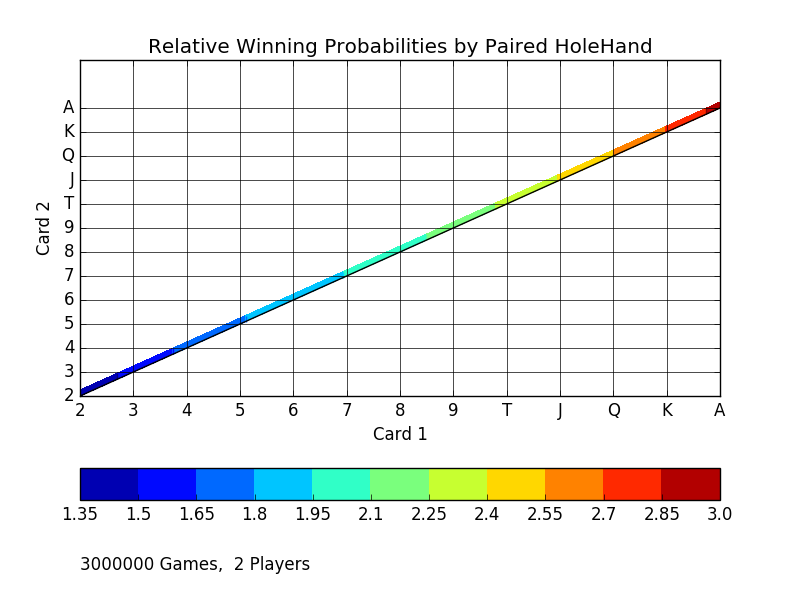 Relative Winning Probabilities by Paired HoleHand
Card 2
A
K
Q
J
T
9
8
7
6
5
4
3
2
2 3 4 5 6 7 8 9 T J Q K A
Card 1
1.35 1.5 1.65 1.8 1.95 2.1 2.25 2.4 2.55 2.7 2.85 3.0
3000000 Games,  2 Players